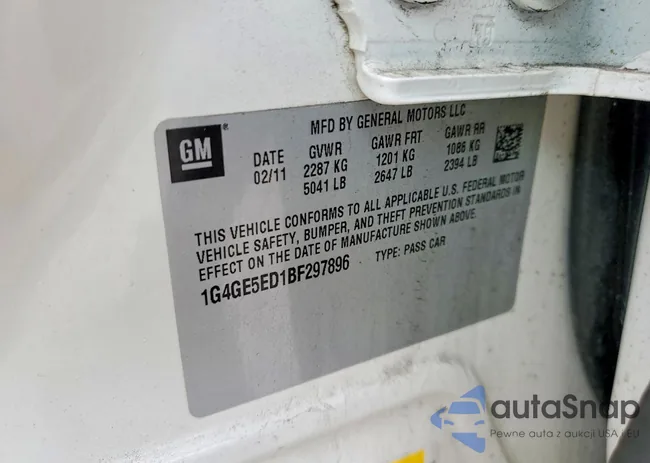 MFD BY GENERAL MOTORS LLC
GM®
DATE GVWR GAWR FRT GAWR RR
02/11 2287 KG 1201 KG 1086 KG
5041 LB 2647 LB 2394 LB
THIS VEHICLE CONFORMS TO ALL APPLICABLE U.S. FEDERAL MOTOR
VEHICLE SAFETY, BUMPER, AND THEFT PREVENTION STANDARDS IN
EFFECT ON THE DATE OF MANUFACTURE SHOWN ABOVE.
1G4GE5ED1BF297896 TYPE: PASS CAR
autaSnap
Pewne auta z aukcji USA i EU